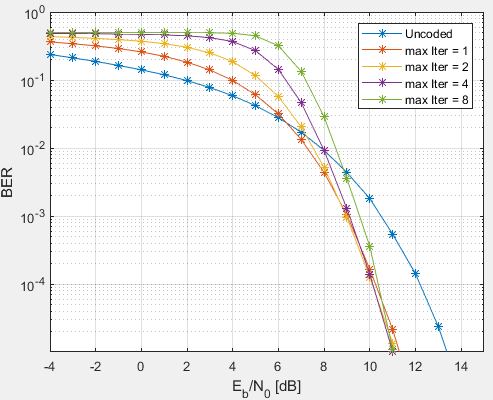 10^0
10^-1
10^-2
10^-3
10^-4
BER
-4 -2 0 2 4 6 8 10 12 14
E_b/N_0 [dB]
Uncoded
max Iter = 1
max Iter = 2
max Iter = 4
max Iter = 8